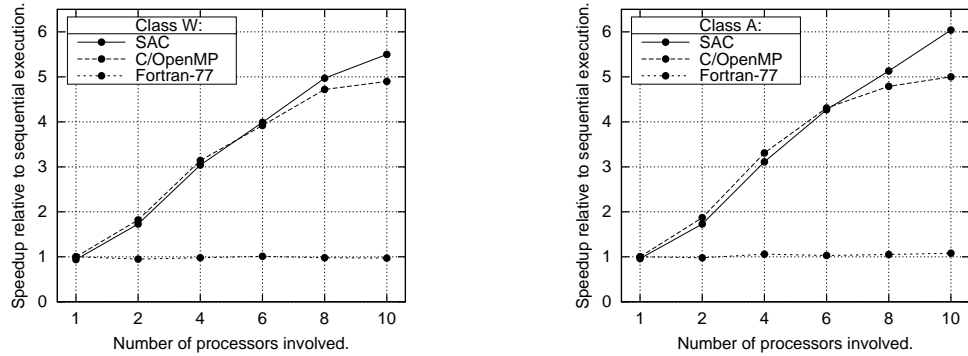 Speedup relative to sequential execution.
6
5
4
3
2
1
0
Class W:
SAC
C/OpenMP
Fortran-77
1 2 4 6 8 10
Number of processors involved.
Speedup relative to sequential execution.
6
5
4
3
2
1
0
Class A:
SAC
C/OpenMP
Fortran-77
1 2 4 6 8 10
Number of processors involved.